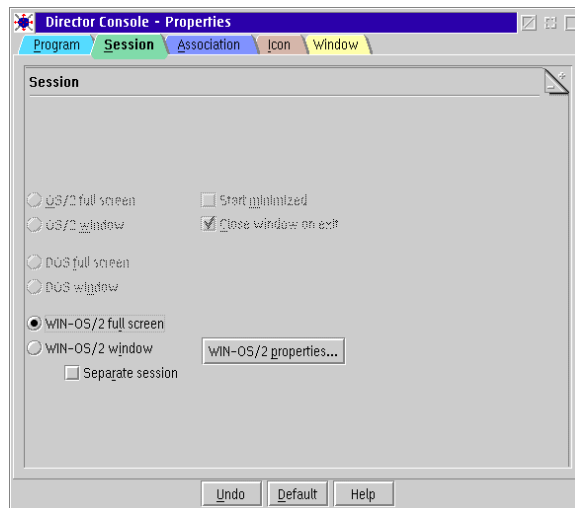 Director Console - Properties
Program Session Association Icon Window
Session
OS/2 full screen Start minimized
OS/2 window Close window on exit
DOS full screen
DOS window
WIN-OS/2 full screen
WIN-OS/2 window WIN-OS/2 properties...
Separate session
Undo Default Help